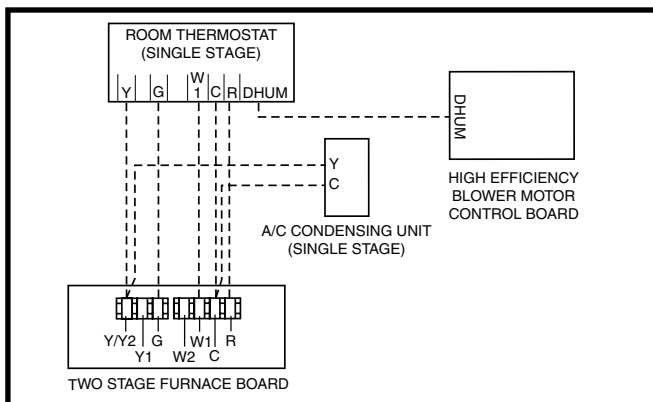 ROOM THERMOSTAT
(SINGLE STAGE)
Y G W1 C R DHUM
DHUM
HIGH EFFICIENCY
BLOWER MOTOR
CONTROL BOARD
Y
C
A/C CONDENSING UNIT
(SINGLE STAGE)
Y/Y2 Y1 G W2 W1 C R
TWO STAGE FURNACE BOARD